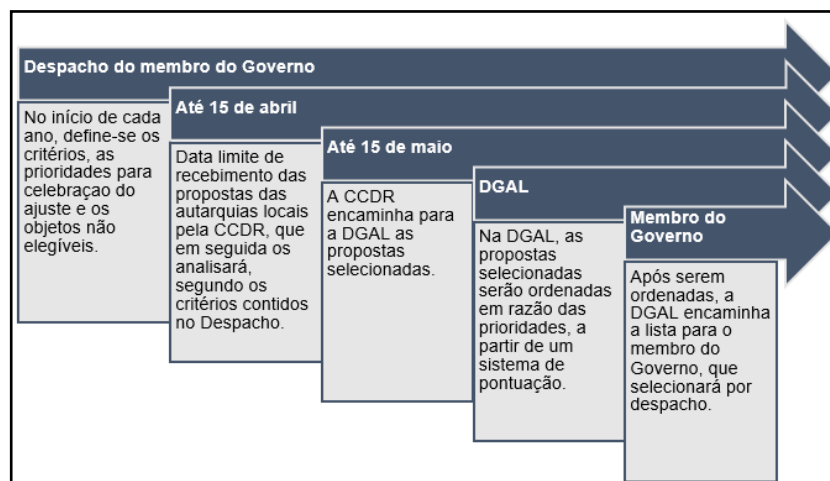 Despacho do membro do Governo
No início de cada
ano, define-se os
critérios, as
prioridades para
celebraçao do
ajuste e os
objetos não
elegíveis.
Até 15 de abril
Data limite de
recebimento das
propostas das
autarquias locais
pela CCDR, que
em seguida os
analisará,
segundo os
critérios contidos
no Despacho.
Até 15 de maio
A CCDR
encaminha para
a DGAL as
propostas
selecionadas.
DGAL
Na DGAL, as
propostas
selecionadas
serão ordenadas
em razão das
prioridades, a
partir de um
sistema de
pontuação.
Membro do
Governo
Após serem
ordenadas, a
DGAL encaminha
a lista para o
membro do
Governo, que
selecionará por
despacho.